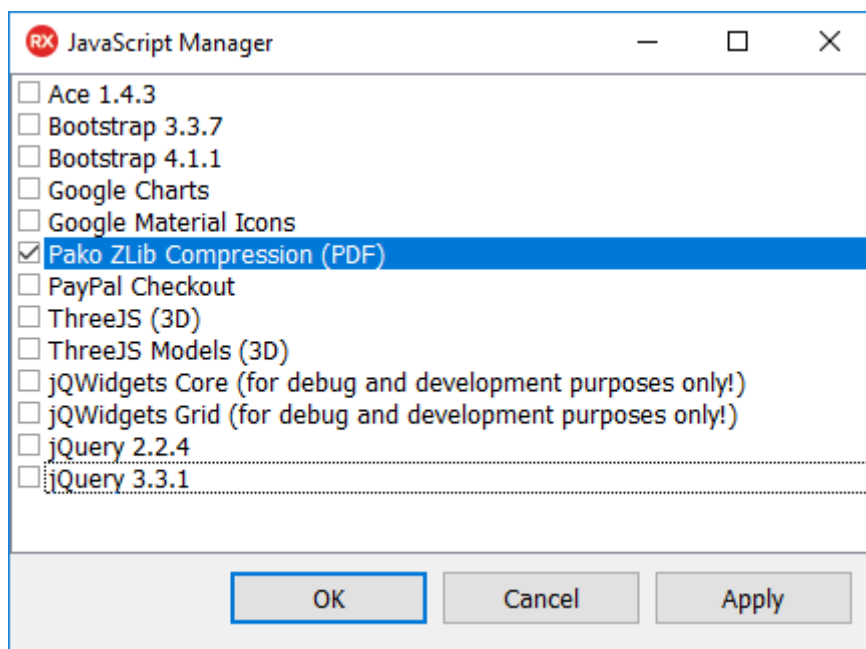 RX JavaScript Manager
Ace 1.4.3
Bootstrap 3.3.7
Bootstrap 4.1.1
Google Charts
Google Material Icons
Pako ZLib Compression (PDF)
PayPal Checkout
ThreeJS (3D)
ThreeJS Models (3D)
jQWidgets Core (for debug and development purposes only!)
jQWidgets Grid (for debug and development purposes only!)
jQuery 2.2.4
jQuery 3.3.1
OK Cancel Apply